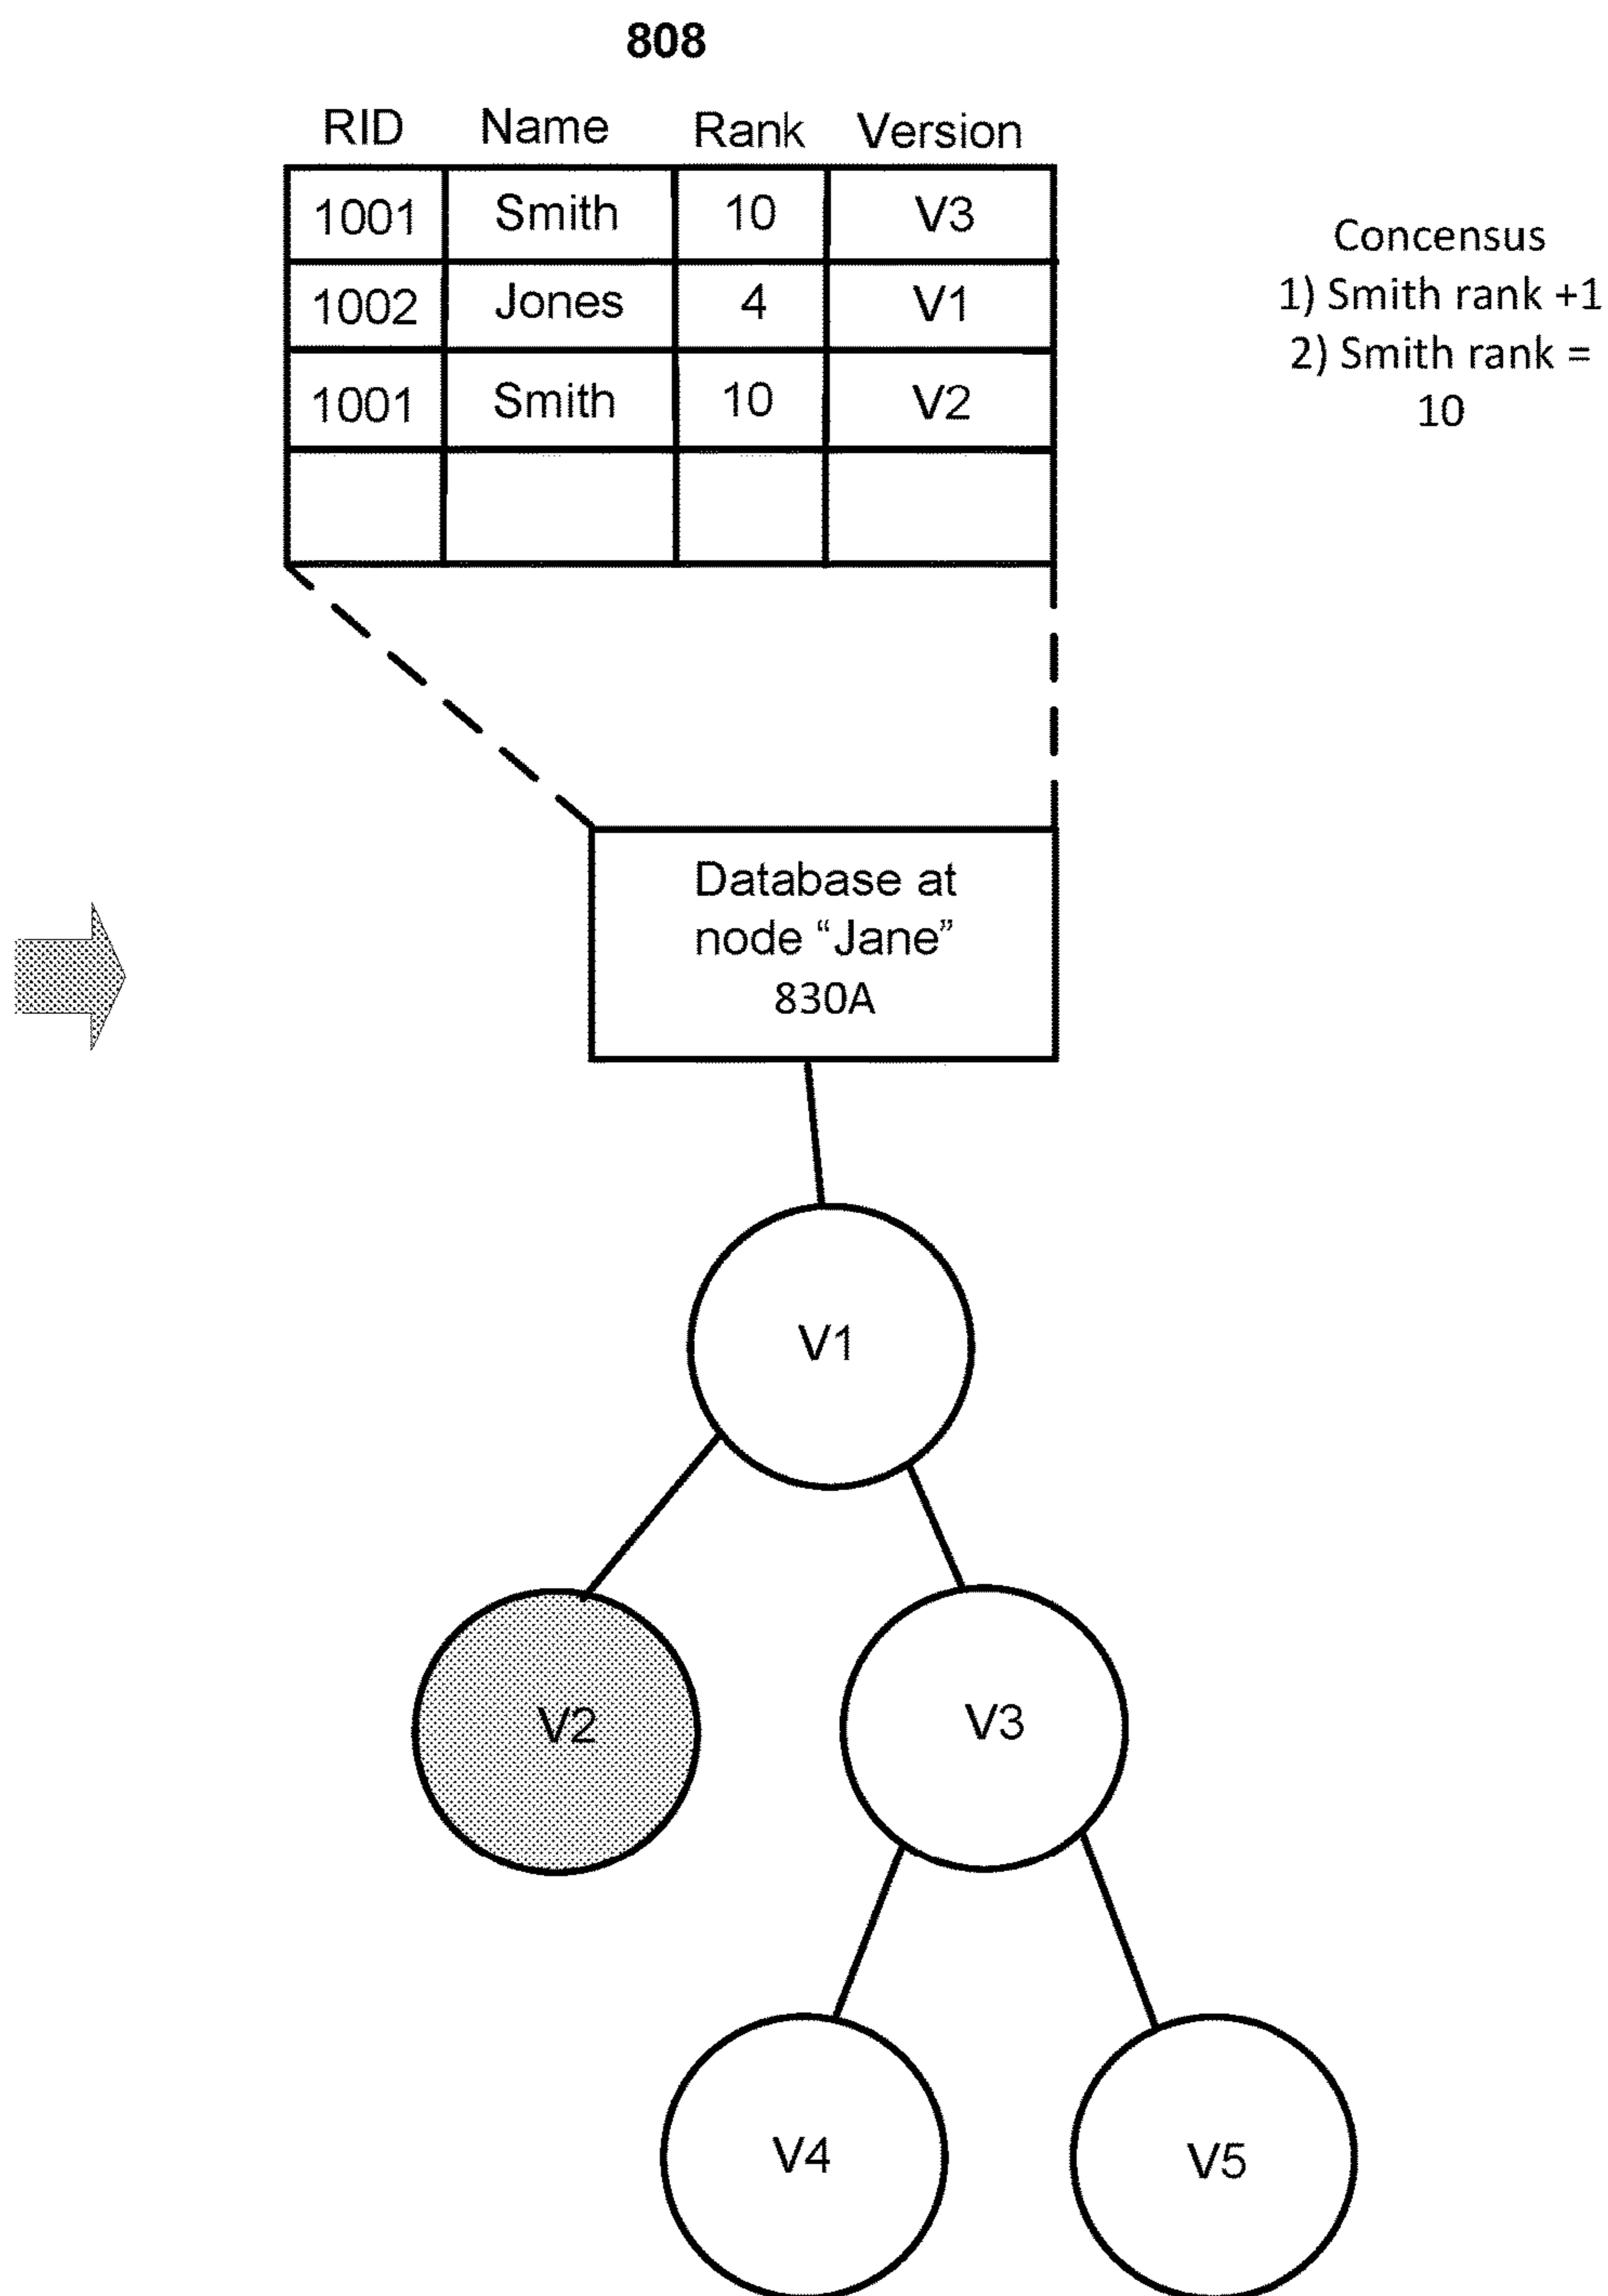 808
RID Name Rank Version
1001 Smith 10 V3
1002 Jones 4 V1
1001 Smith 10 V2
Concensus
1) Smith rank +1
2) Smith rank =
10
Database at
node “Jane”
830A
V1
V2
V3
V4
V5